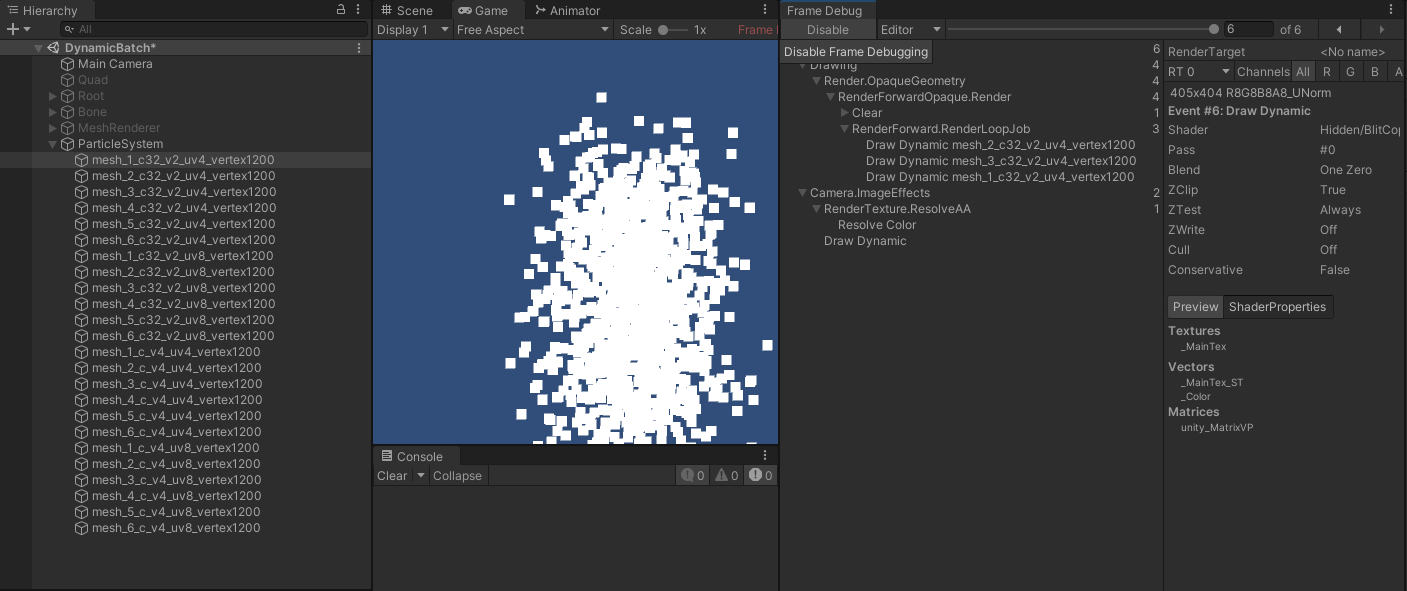 Hierarchy
All
DynamicBatch*
Main Camera
Quad
Root
Bone
MeshRenderer
ParticleSystem
mesh_1_c32_v2_uv4_vertex1200
mesh_2_c32_v2_uv4_vertex1200
mesh_3_c32_v2_uv4_vertex1200
mesh_4_c32_v2_uv4_vertex1200
mesh_5_c32_v2_uv4_vertex1200
mesh_6_c32_v2_uv4_vertex1200
mesh_1_c32_v2_uv8_vertex1200
mesh_2_c32_v2_uv8_vertex1200
mesh_3_c32_v2_uv8_vertex1200
mesh_4_c32_v2_uv8_vertex1200
mesh_5_c32_v2_uv8_vertex1200
mesh_6_c32_v2_uv8_vertex1200
mesh_1_c_v4_uv4_vertex1200
mesh_2_c_v4_uv4_vertex1200
mesh_3_c_v4_uv4_vertex1200
mesh_4_c_v4_uv4_vertex1200
mesh_5_c_v4_uv4_vertex1200
mesh_6_c_v4_uv4_vertex1200
mesh_1_c_v4_uv8_vertex1200
mesh_2_c_v4_uv8_vertex1200
mesh_3_c_v4_uv8_vertex1200
mesh_4_c_v4_uv8_vertex1200
mesh_5_c_v4_uv8_vertex1200
mesh_6_c_v4_uv8_vertex1200
Scene Game Animator
Display 1 Free Aspect Scale 1x Frame
Console
Clear Collapse 0 0 0
Frame Debug
Disable Editor 6 of 6
Disable Frame Debugging 6
Drawing 4
Render.OpaqueGeometry 4
RenderForwardOpaque.Render 4
Clear 1
RenderForward.RenderLoopJob 3
Draw Dynamic mesh_2_c32_v2_uv4_vertex1200
Draw Dynamic mesh_3_c32_v2_uv4_vertex1200
Draw Dynamic mesh_1_c32_v2_uv4_vertex1200
Camera.ImageEffects 2
RenderTexture.ResolveAA 1
Resolve Color
Draw Dynamic
RenderTarget <No name>
RT 0 Channels All R G B A
405x404 R8G8B8A8_UNorm
Event #6: Draw Dynamic
Shader Hidden/BlitCop
Pass #0
Blend One Zero
ZClip True
ZTest Always
ZWrite Off
Cull Off
Conservative False
Preview ShaderProperties
Textures
_MainTex
Vectors
_MainTex_ST
_Color
Matrices
unity_MatrixVP